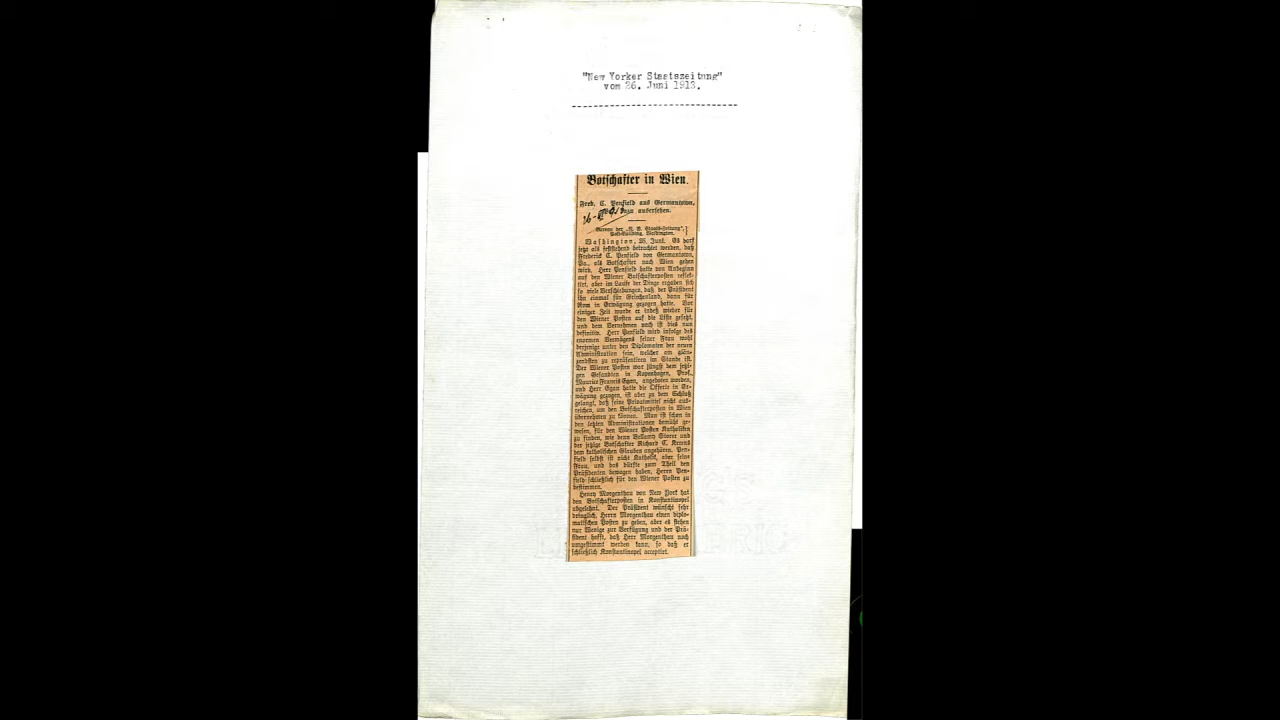 "New Yorker Staatszeitung"
vom 26. Juni 1913.
Botschafter in Wien.
Fred. C. Penfield aus Germantown,
dazu ausersehen.
Bureau der „N. Y. Staats-Zeitung",
Post-Building, Washington.
Washington, 25. Juni. Es darf
jetzt als feststehend betrachtet werden, daß
Frederick C. Penfield von Germantown,
Pa., als Botschafter nach Wien gehen
wird. Herr Penfield hatte von Anbeginn
auf den Wiener Botschafterposten reflek-
tirt, aber im Laufe der Dinge ergaben sich
so viele Verschiebungen, daß der Präsident
ihn einmal für Griechenland, dann für
Rom in Erwägung gezogen hatte. Vor
einiger Zeit wurde er indeß wieder für
den Wiener Posten auf die Liste gesetzt,
und dem Vernehmen nach ist dies nun
definitiv. Herr Penfield wird infolge des
enormen Vermögens seiner Frau wohl
derjenige unter den Diplomaten der neuen
Administration sein, welcher am glän-
zendsten zu repräsentiren im Stande ist.
Der Wiener Posten war jüngst dem jetzi-
gen Gesandten in Kopenhagen, Prof.
Maurice Francis Egan, angeboten worden,
und Herr Egan hatte die Offerte in Er-
wägung gezogen, ist aber zu dem Schluß
gelangt, daß seine Privatmittel nicht aus-
reichen, um den Botschafterposten in Wien
übernehmen zu können. Man ist schon in
den letzten Administrationen bemüht ge-
wesen, für den Wiener Posten Katholiken
zu finden, wie denn Bellamy Storer und
der jetzige Botschafter Richard C. Kerens
dem katholischen Glauben angehören. Pen-
field selbst ist nicht Katholik, aber seine
Frau, und das dürfte zum Theil den
Präsidenten bewogen haben, Herrn Pen-
field schließlich für den Wiener Posten zu
bestimmen.
Henry Morgenthau von New York hat
den Botschafterposten in Konstantinopel
abgelehnt. Der Präsident wünscht sehr
dringlich, Herrn Morgenthau einen diplo-
matischen Posten zu geben, aber es stehen
nur Wenige zur Verfügung und der Prä-
sident hofft, daß Herr Morgenthau noch
umgestimmt werden kann, so daß er
schließlich Konstantinopel acceptirt.